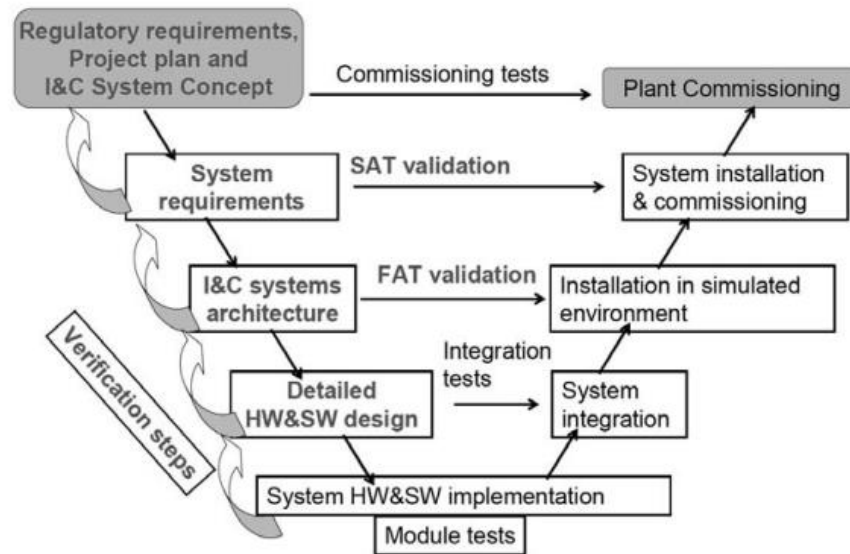 Regulatory requirements,
Project plan and
I&C System Concept
Commissioning tests
Plant Commissioning
System
requirements
SAT validation
System installation
& commissioning
I&C systems
architecture
FAT validation
Installation in simulated
environment
Verification steps
Detailed
HW&SW design
Integration
tests
System
integration
System HW&SW implementation
Module tests